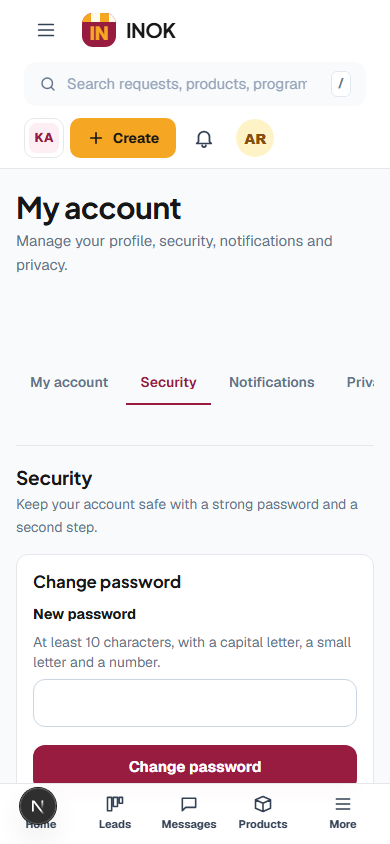 IN INOK
Search requests, products, program
/
KA
+ Create
AR
My account
Manage your profile, security, notifications and
privacy.
My account Security Notifications Priva
Security
Keep your account safe with a strong password and a
second step.
Change password
New password
At least 10 characters, with a capital letter, a small
letter and a number.
Change password
N
Home Leads Messages Products More